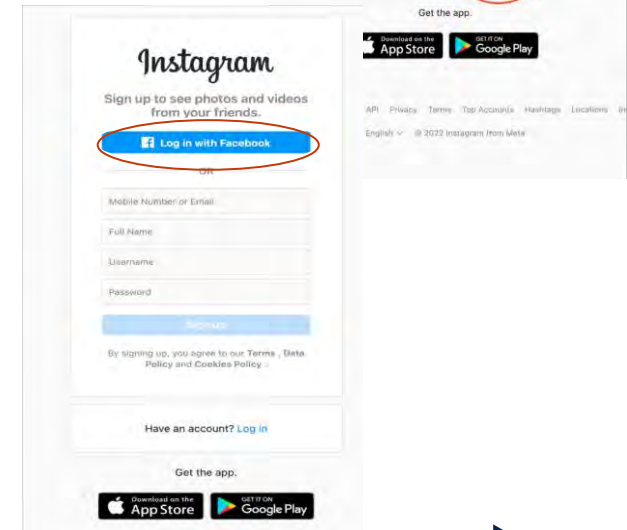 Get the app.
Download on the
App Store
GET IT ON
Google Play
API Privacy Terms Top Accounts Hashtags Locations
English © 2022 Instagram from Meta
Instagram
Sign up to see photos and videos
from your friends.
Log in with Facebook
OR
Mobile Number or Email
Full Name
Username
Password
Sign up
By signing up, you agree to our Terms , Data
Policy and Cookies Policy .
Have an account? Log in
Get the app.
Download on the
App Store
GET IT ON
Google Play